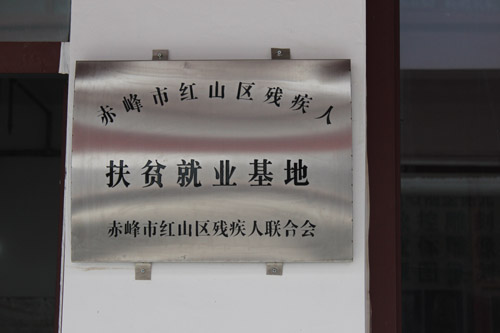 赤峰市红山区残疾人
扶贫就业基地
赤峰市红山区残疾人联合会